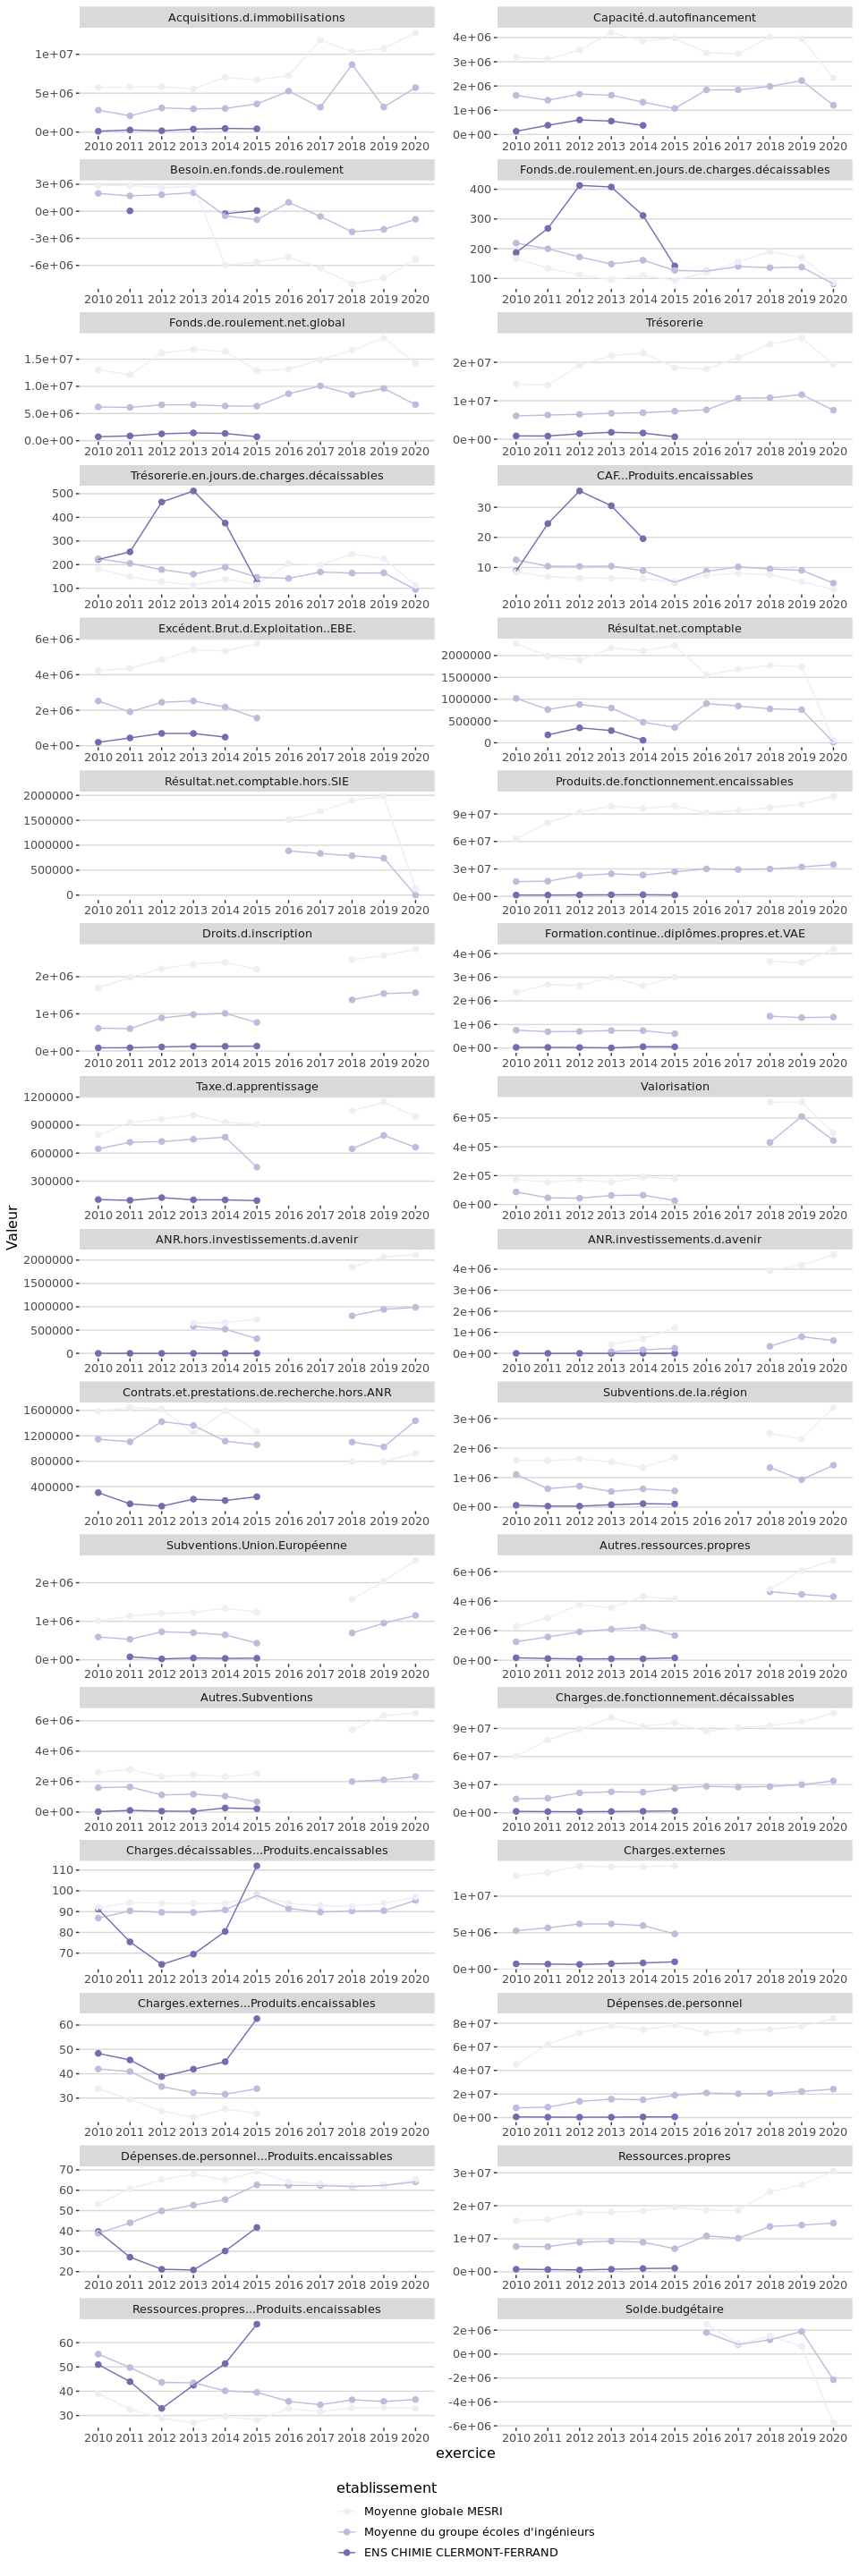 Acquisitions.d.immobilisations
1e+07
5e+06
0e+00
2010 2011 2012 2013 2014 2015 2016 2017 2018 2019 2020
Capacité.d.autofinancement
4e+06
3e+06
2e+06
1e+06
0e+00
2010 2011 2012 2013 2014 2015 2016 2017 2018 2019 2020
Besoin.en.fonds.de.roulement
3e+06
0e+00
-3e+06
-6e+06
2010 2011 2012 2013 2014 2015 2016 2017 2018 2019 2020
Fonds.de.roulement.en.jours.de.charges.décaissables
400
300
200
100
2010 2011 2012 2013 2014 2015 2016 2017 2018 2019 2020
Fonds.de.roulement.net.global
1.5e+07
1.0e+07
5.0e+06
0.0e+00
2010 2011 2012 2013 2014 2015 2016 2017 2018 2019 2020
Trésorerie
2e+07
1e+07
0e+00
2010 2011 2012 2013 2014 2015 2016 2017 2018 2019 2020
Trésorerie.en.jours.de.charges.décaissables
500
400
300
200
100
2010 2011 2012 2013 2014 2015 2016 2017 2018 2019 2020
CAF...Produits.encaissables
30
20
10
2010 2011 2012 2013 2014 2015 2016 2017 2018 2019 2020
Excédent.Brut.d.Exploitation..EBE.
6e+06
4e+06
2e+06
0e+00
2010 2011 2012 2013 2014 2015 2016 2017 2018 2019 2020
Résultat.net.comptable
2000000
1500000
1000000
500000
0
2010 2011 2012 2013 2014 2015 2016 2017 2018 2019 2020
Résultat.net.comptable.hors.SIE
2000000
1500000
1000000
500000
0
2010 2011 2012 2013 2014 2015 2016 2017 2018 2019 2020
Produits.de.fonctionnement.encaissables
9e+07
6e+07
3e+07
0e+00
2010 2011 2012 2013 2014 2015 2016 2017 2018 2019 2020
Droits.d.inscription
2e+06
1e+06
0e+00
2010 2011 2012 2013 2014 2015 2016 2017 2018 2019 2020
Formation.continue..diplômes.propres.et.VAE
4e+06
3e+06
2e+06
1e+06
0e+00
2010 2011 2012 2013 2014 2015 2016 2017 2018 2019 2020
Taxe.d.apprentissage
1200000
900000
600000
300000
2010 2011 2012 2013 2014 2015 2016 2017 2018 2019 2020
Valorisation
6e+05
4e+05
2e+05
0e+00
2010 2011 2012 2013 2014 2015 2016 2017 2018 2019 2020
Valeur
ANR.hors.investissements.d.avenir
2000000
1500000
1000000
500000
0
2010 2011 2012 2013 2014 2015 2016 2017 2018 2019 2020
ANR.investissements.d.avenir
4e+06
3e+06
2e+06
1e+06
0e+00
2010 2011 2012 2013 2014 2015 2016 2017 2018 2019 2020
Contrats.et.prestations.de.recherche.hors.ANR
1600000
1200000
800000
400000
2010 2011 2012 2013 2014 2015 2016 2017 2018 2019 2020
Subventions.de.la.région
3e+06
2e+06
1e+06
0e+00
2010 2011 2012 2013 2014 2015 2016 2017 2018 2019 2020
Subventions.Union.Européenne
2e+06
1e+06
0e+00
2010 2011 2012 2013 2014 2015 2016 2017 2018 2019 2020
Autres.ressources.propres
6e+06
4e+06
2e+06
0e+00
2010 2011 2012 2013 2014 2015 2016 2017 2018 2019 2020
Autres.Subventions
6e+06
4e+06
2e+06
0e+00
2010 2011 2012 2013 2014 2015 2016 2017 2018 2019 2020
Charges.de.fonctionnement.décaissables
9e+07
6e+07
3e+07
0e+00
2010 2011 2012 2013 2014 2015 2016 2017 2018 2019 2020
Charges.décaissables...Produits.encaissables
110
100
90
80
70
2010 2011 2012 2013 2014 2015 2016 2017 2018 2019 2020
Charges.externes
1e+07
5e+06
0e+00
2010 2011 2012 2013 2014 2015 2016 2017 2018 2019 2020
Charges.externes...Produits.encaissables
60
50
40
30
2010 2011 2012 2013 2014 2015 2016 2017 2018 2019 2020
Dépenses.de.personnel
8e+07
6e+07
4e+07
2e+07
0e+00
2010 2011 2012 2013 2014 2015 2016 2017 2018 2019 2020
Dépenses.de.personnel...Produits.encaissables
70
60
50
40
30
20
2010 2011 2012 2013 2014 2015 2016 2017 2018 2019 2020
Ressources.propres
3e+07
2e+07
1e+07
0e+00
2010 2011 2012 2013 2014 2015 2016 2017 2018 2019 2020
Ressources.propres...Produits.encaissables
60
50
40
30
2010 2011 2012 2013 2014 2015 2016 2017 2018 2019 2020
Solde.budgétaire
2e+06
0e+00
-2e+06
-4e+06
-6e+06
2010 2011 2012 2013 2014 2015 2016 2017 2018 2019 2020
exercice
etablissement
Moyenne globale MESRI
Moyenne du groupe écoles d'ingénieurs
ENS CHIMIE CLERMONT-FERRAND